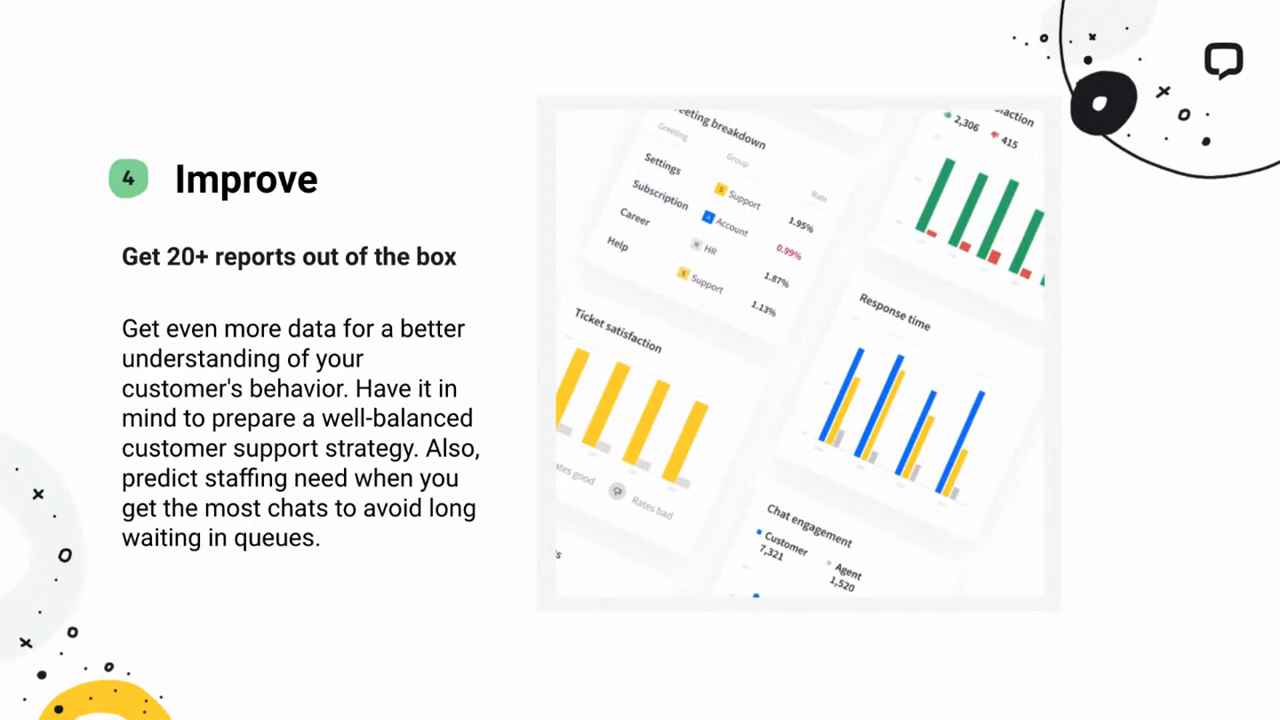 4
Improve
Get 20+ reports out of the box
Get even more data for a better
understanding of your
customer's behavior. Have it in
mind to prepare a well-balanced
customer support strategy. Also,
predict staffing need when you
get the most chats to avoid long
waiting in queues.
breakdown
Greeting
Group
Rate
Settings
S Support
1.95%
Subscription
A Account
0.99%
Career
H HR
1.87%
Help
S Support
1.13%
2,306
415
Response time
Ticket satisfaction
Rates bad
Chat engagement
Customer
7,321
Agent
1,520